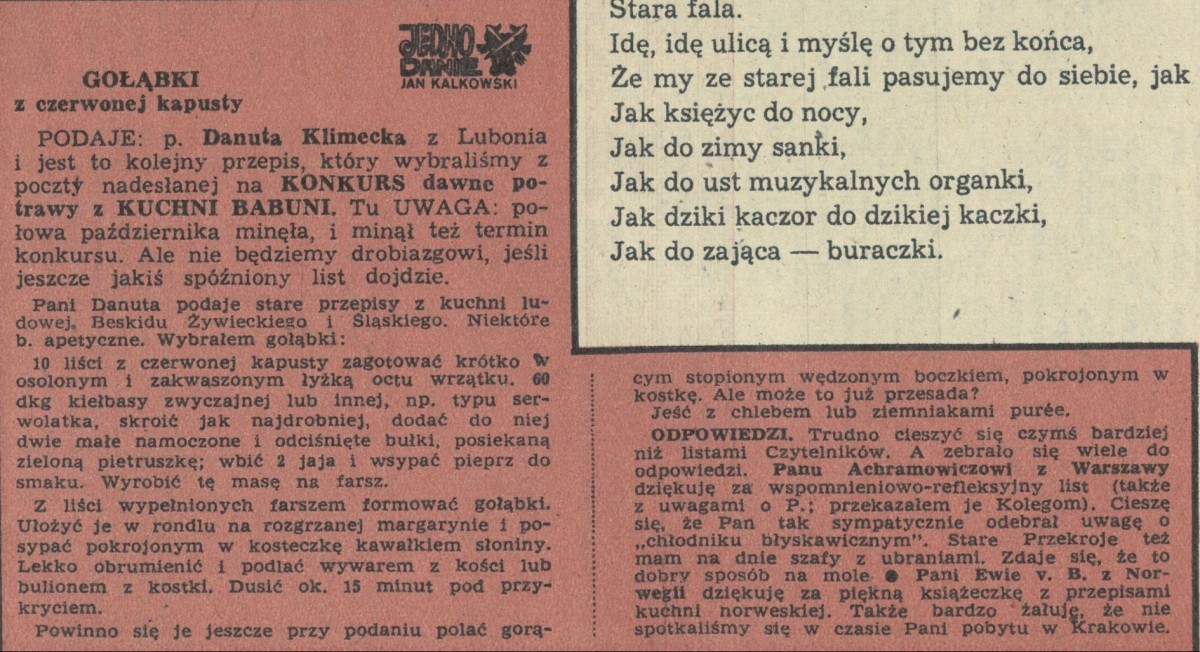 JEDNO
DANIE
JAN KALKOWSKI
GOŁĄBKI
z czerwonej kapusty
PODAJE: p. Danuta Klimecka z Lubonia
i jest to kolejny przepis, który wybraliśmy z
poczty nadesłanej na KONKURS dawne po-
trawy z KUCHNI BABUNI. Tu UWAGA: po-
łowa października minęła, i minął też termin
konkursu. Ale nie będziemy drobiazgowi, jeśli
jeszcze jakiś spóźniony list dojdzie.
Pani Danuta podaje stare przepisy z kuchni lu-
dowej, Beskidu Żywieckiego i Śląskiego. Niektóre
b. apetyczne. Wybrałem gołąbki:
10 liści z czerwonej kapusty zagotować krótko w
osolonym i zakwaszonym łyżką octu wrzątku. 60
dkg kiełbasy zwyczajnej lub innej, np. typu ser-
wolatka, skroić jak najdrobniej, dodać do niej
dwie małe namoczone i odciśnięte bułki, posiekaną
zieloną pietruszkę; wbić 2 jaja i wsypać pieprz do
smaku. Wyrobić tę masę na farsz.
Z liści wypełnionych farszem formować gołąbki.
Ułożyć je w rondlu na rozgrzanej margarynie i po-
sypać pokrojonym w kosteczkę kawałkiem słoniny.
Lekko obrumienić i podlać wywarem z kości lub
bulionem z kostki. Dusić ok. 15 minut pod przy-
kryciem.
Powinno się je jeszcze przy podaniu polać gorą-
cym stopionym wędzonym boczkiem, pokrojonym w
kostkę. Ale może to już przesada?
Jeść z chlebem lub ziemniakami purée.
ODPOWIEDZI. Trudno cieszyć się czymś bardziej
niż listami Czytelników. A zebrało się wiele do
odpowiedzi. Panu Achramowiczowi z Warszawy
dziękuję za wspomnieniowo-refleksyjny list (także
z uwagami o P.; przekazałem je Kolegom). Cieszę
się, że Pan tak sympatycznie odebrał uwagę o
„chłodniku błyskawicznym”. Stare Przekroje też
mam na dnie szafy z ubraniami. Zdaje się, że to
dobry sposób na mole ● Pani Ewie v. B. z Nor-
wegii dziękuję za piękną książeczkę z przepisami
kuchni norweskiej. Także bardzo żałuję, że nie
spotkaliśmy się w czasie Pani pobytu w Krakowie.
Stara fala.
Idę, idę ulicą i myślę o tym bez końca,
Że my ze starej fali pasujemy do siebie, jak
Jak księżyc do nocy,
Jak do zimy sanki,
Jak do ust muzykalnych organki,
Jak dziki kaczor do dzikiej kaczki,
Jak do zająca — buraczki.